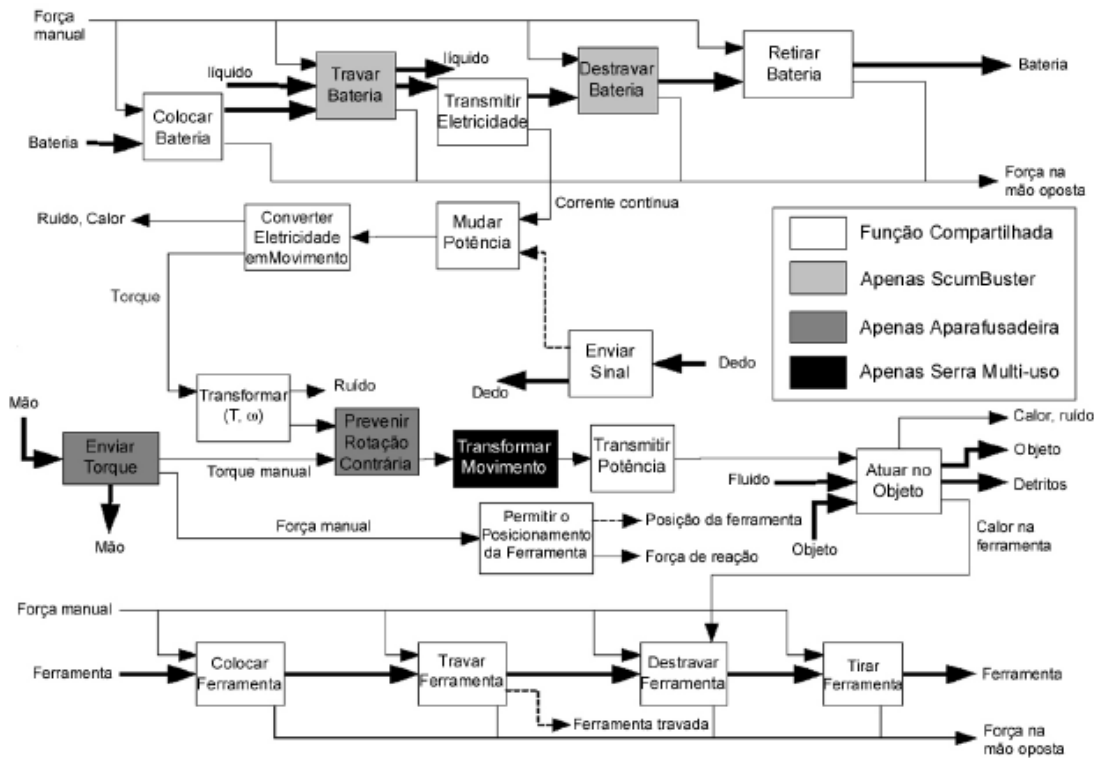 Força
manual
Retirar
Bateria
Bateria
líquido
Travar
Bateria
líquido
Transmitir
Eletricidade
Destravar
Bateria
Colocar
Bateria
Bateria
Força na
mão oposta
Corrente contínua
Ruído, Calor
Converter
Eletricidade
emMovimento
Mudar
Potência
Função Compartilhada
Apenas ScumBuster
Apenas Aparafusadeira
Apenas Serra Multi-uso
Torque
Enviar
Sinal
Dedo
Dedo
Transformar
(T, ω)
Ruído
Mão
Enviar
Torque
Torque manual
Prevenir
Rotação
Contrária
Transformar
Movimento
Transmitir
Potência
Calor, ruído
Atuar no
Objeto
Objeto
Fluido
Detritos
Objeto
Calor na
ferramenta
Mão
Força manual
Permitir o
Posicionamento
da Ferramenta
Posição da ferramenta
Força de reação
Força manual
Ferramenta
Colocar
Ferramenta
Travar
Ferramenta
Destravar
Ferramenta
Tirar
Ferramenta
Ferramenta
Ferramenta travada
Força na
mão oposta